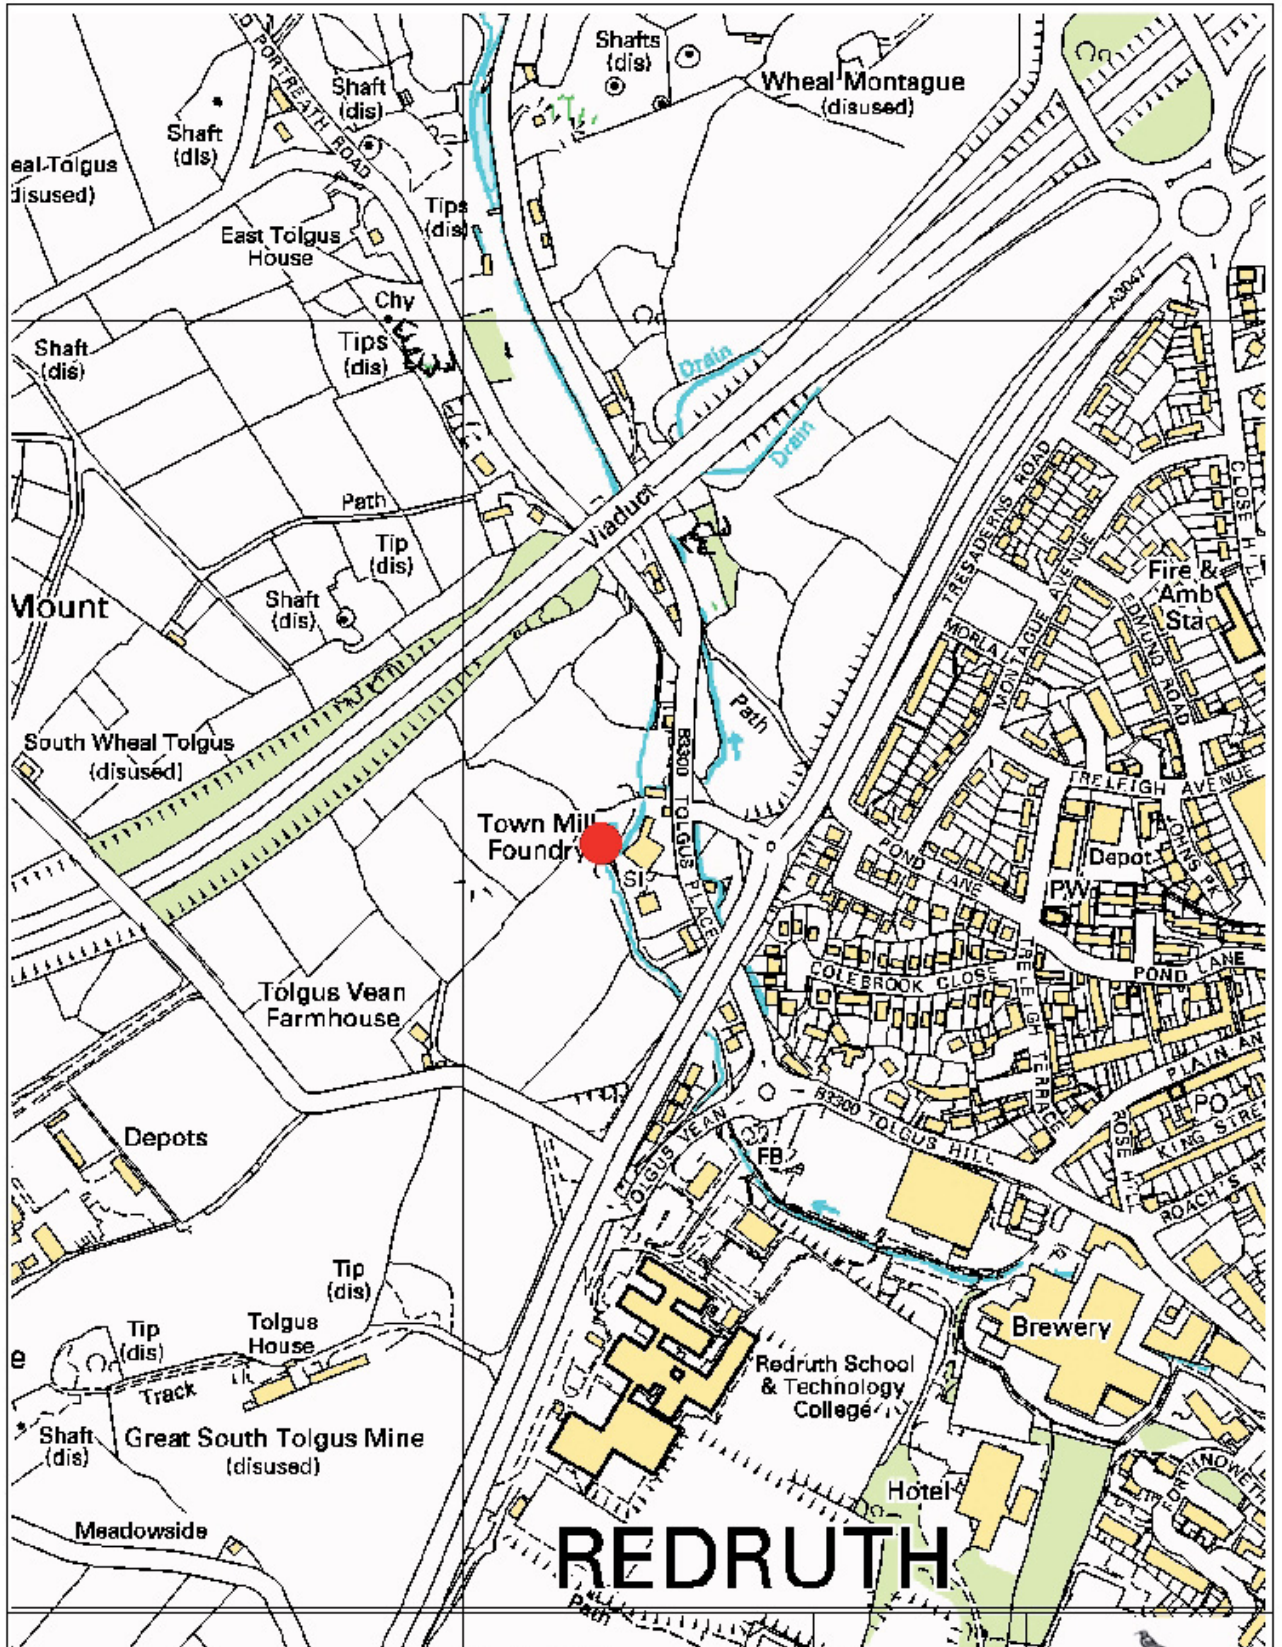 D PORTREATH ROAD
Shafts
(dis)
Shaft
(dis)
Wheal Montague
(disused)
Shaft
(dis)
eal Tolgus
disused)
Tips
(dis)
East Tolgus
House
Chy
A3047
Tips
(dis)
Shaft
(dis)
Drain
Drain
Path
Viaduct
TRESADERNS ROAD
CLOSE HILL
Tip
(dis)
Shaft
(dis)
Mount
Fire &
Amb
Sta
MONTAGUE AVENUE
EDMUND ROAD
Path
South Wheal Tolgus
(disused)
B3300 TOLGUS PLACE
TRELEIGH AVENUE
Town Mill
Foundry
POND LANE
Depot
JOHNS PK
PW
POND LANE
COLEBROOK CLOSE
TRELEIGH TERRACE
Tolgus Vean
Farmhouse
PLAIN AN
B3300 TOLGUS HILL
PO
KING STREE
ROSE HILL
Depots
TOLGUS VEAN
FB
ROACH'S RO
Tip
(dis)
Tip
(dis)
Tolgus
House
Track
e
Brewery
Redruth School
& Technology
College
Shaft
(dis)
Great South Tolgus Mine
(disused)
Hotel
Meadowside
REDRUTH
Path